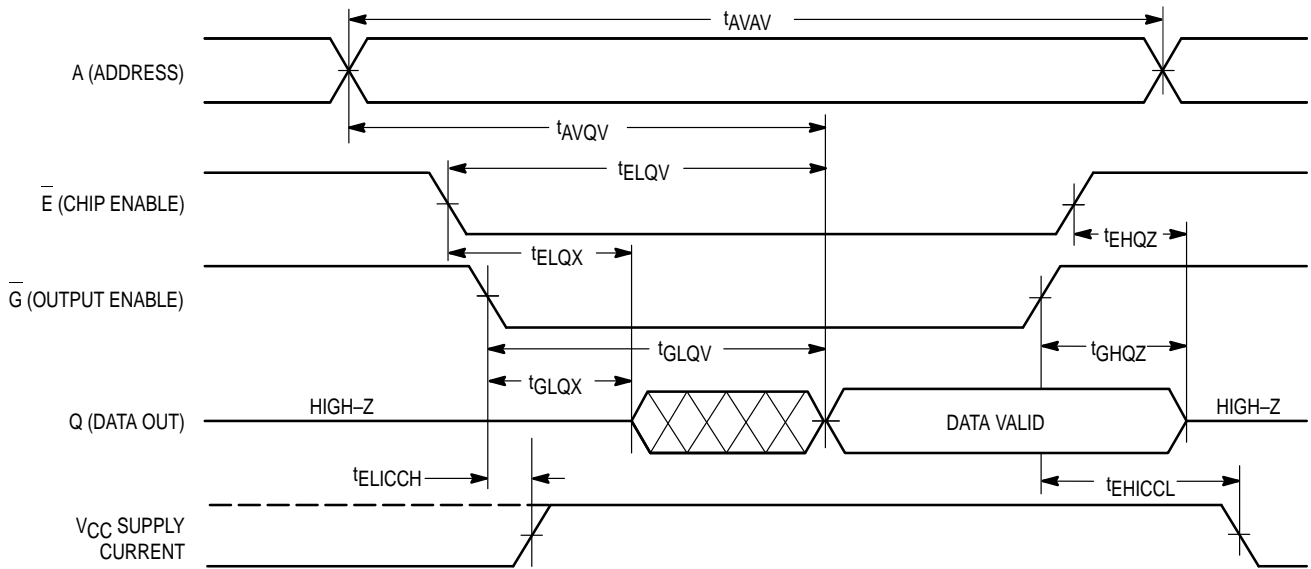 tAVAV
A (ADDRESS)
tAVQV
tELQV
E̅ (CHIP ENABLE)
tEHQZ
tELQX
G̅ (OUTPUT ENABLE)
tGLQV
tGHQZ
tGLQX
HIGH–Z
Q (DATA OUT)
DATA VALID
HIGH–Z
tELICCH
tEHICCL
VCC SUPPLY
CURRENT